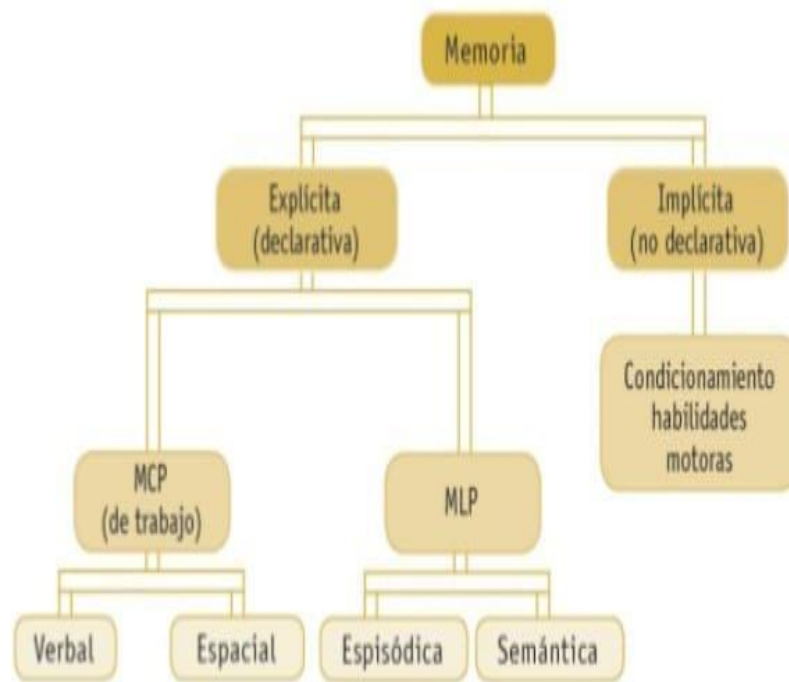 Memoria
Explícita
(declarativa)
Implícita
(no declarativa)
Condicionamiento
habilidades
motoras
MCP
(de trabajo)
MLP
Verbal
Espacial
Espisódica
Semántica